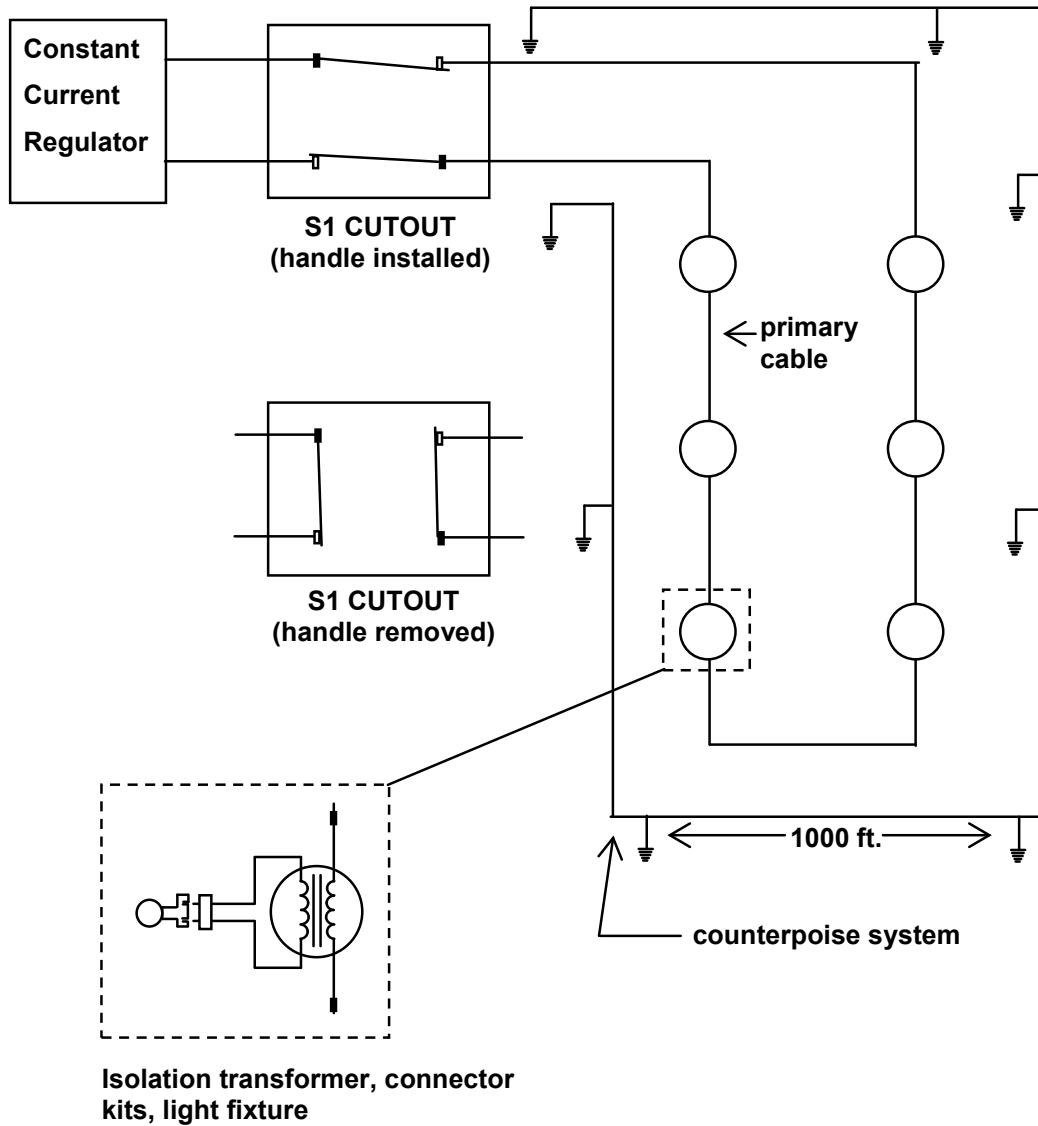 Constant
Current
Regulator
S1 CUTOUT
(handle installed)
primary
cable
S1 CUTOUT
(handle removed)
1000 ft.
counterpoise system
Isolation transformer, connector
kits, light fixture